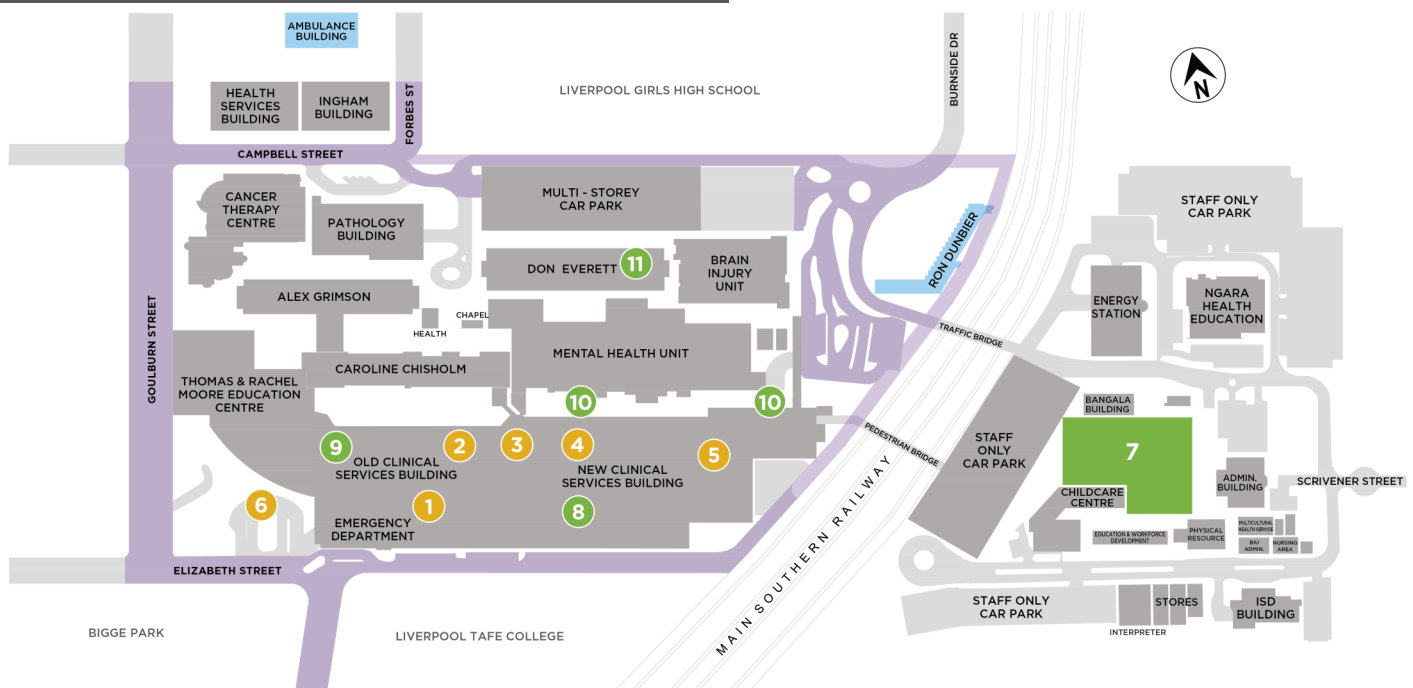 AMBULANCE
BUILDING
HEALTH
SERVICES
BUILDING
INGHAM
BUILDING
FORBES ST
LIVERPOOL GIRLS HIGH SCHOOL
BURNSIDE DR
N
CAMPBELL STREET
CANCER
THERAPY
CENTRE
PATHOLOGY
BUILDING
MULTI - STOREY
CAR PARK
STAFF ONLY
CAR PARK
DON EVERETT
11
BRAIN
INJURY
UNIT
RON DUNBIER
ENERGY
STATION
NGARA
HEALTH
EDUCATION
ALEX GRIMSON
HEALTH
CHAPEL
GOULBURN STREET
TRAFFIC BRIDGE
MENTAL HEALTH UNIT
CAROLINE CHISHOLM
THOMAS & RACHEL
MOORE EDUCATION
CENTRE
10
10
BANGALA
BUILDING
9
2
3
4
5
OLD CLINICAL
SERVICES BUILDING
NEW CLINICAL
SERVICES BUILDING
PEDESTRIAN BRIDGE
STAFF
ONLY
CAR PARK
7
CHILDCARE
CENTRE
ADMIN.
BUILDING
SCRIVENER STREET
6
1
8
EMERGENCY
DEPARTMENT
EDUCATION & WORKFORCE
DEVELOPMENT
PHYSICAL
RESOURCE
MULTICULTURAL
HEALTH SERVICE
BIU
ADMIN.
NURSING
AREA
ELIZABETH STREET
MAIN SOUTHERN RAILWAY
STAFF ONLY
CAR PARK
STORES
INTERPRETER
ISD
BUILDING
BIGGE PARK
LIVERPOOL TAFE COLLEGE